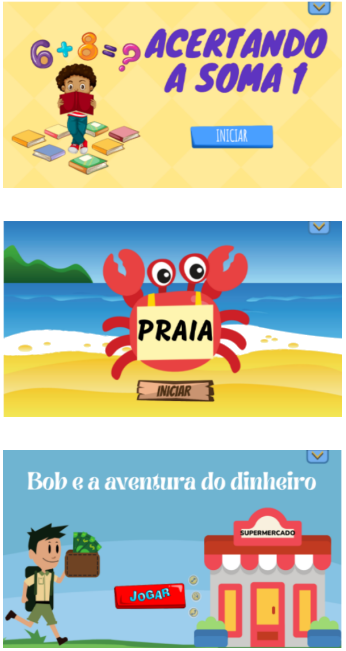 6+8=?
ACERTANDO
A SOMA 1
INICIAR
PRAIA
INICIAR
Bob e a aventura do dinheiro
SUPERMERCADO
JOGAR